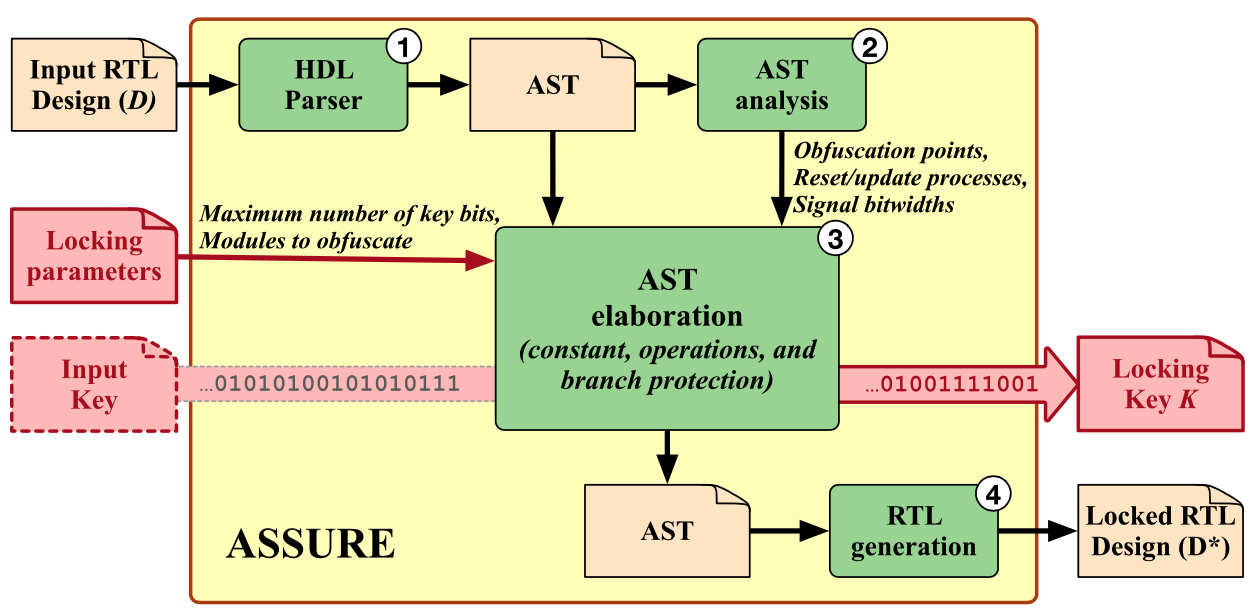 Input RTL
Design (D)
1
HDL
Parser
AST
2
AST
analysis
Obfuscation points,
Reset/update processes,
Signal bitwidths
Locking
parameters
Maximum number of key bits,
Modules to obfuscate
3
AST
elaboration
(constant, operations, and
branch protection)
Input
Key
...01010100101010111
...01001111001
Locking
Key K
AST
4
RTL
generation
Locked RTL
Design (D*)
ASSURE